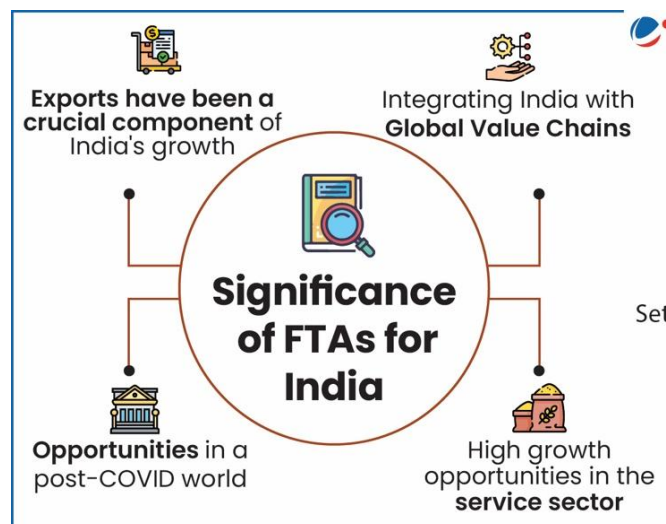 Exports have been a
crucial component of
India's growth
Integrating India with
Global Value Chains
Significance
of FTAs for
India
Set
Opportunities in a
post-COVID world
High growth
opportunities in the
service sector